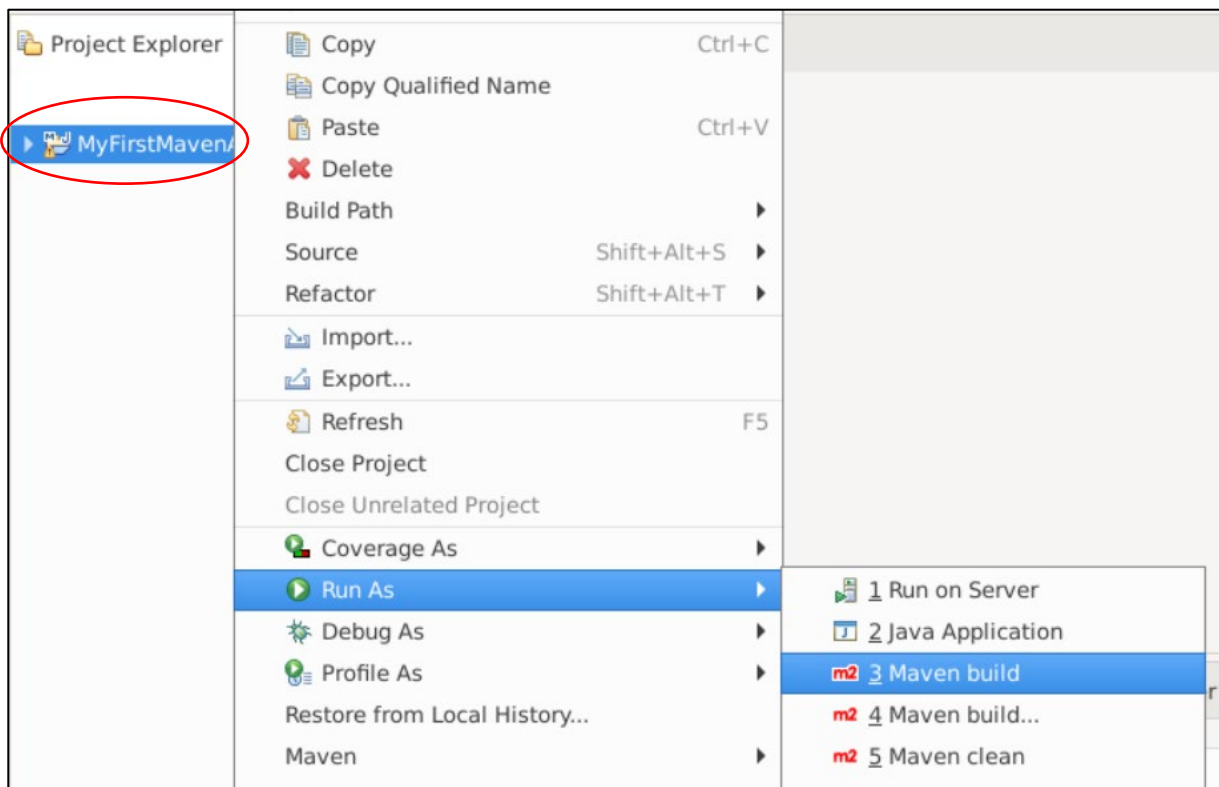 Project Explorer
MyFirstMavenA
Copy Ctrl+C
Copy Qualified Name
Paste Ctrl+V
Delete
Build Path
Source Shift+Alt+S
Refactor Shift+Alt+T
Import...
Export...
Refresh F5
Close Project
Close Unrelated Project
Coverage As
Run As
Debug As
Profile As
Restore from Local History...
Maven
1 Run on Server
2 Java Application
m2 3 Maven build
m2 4 Maven build...
m2 5 Maven clean